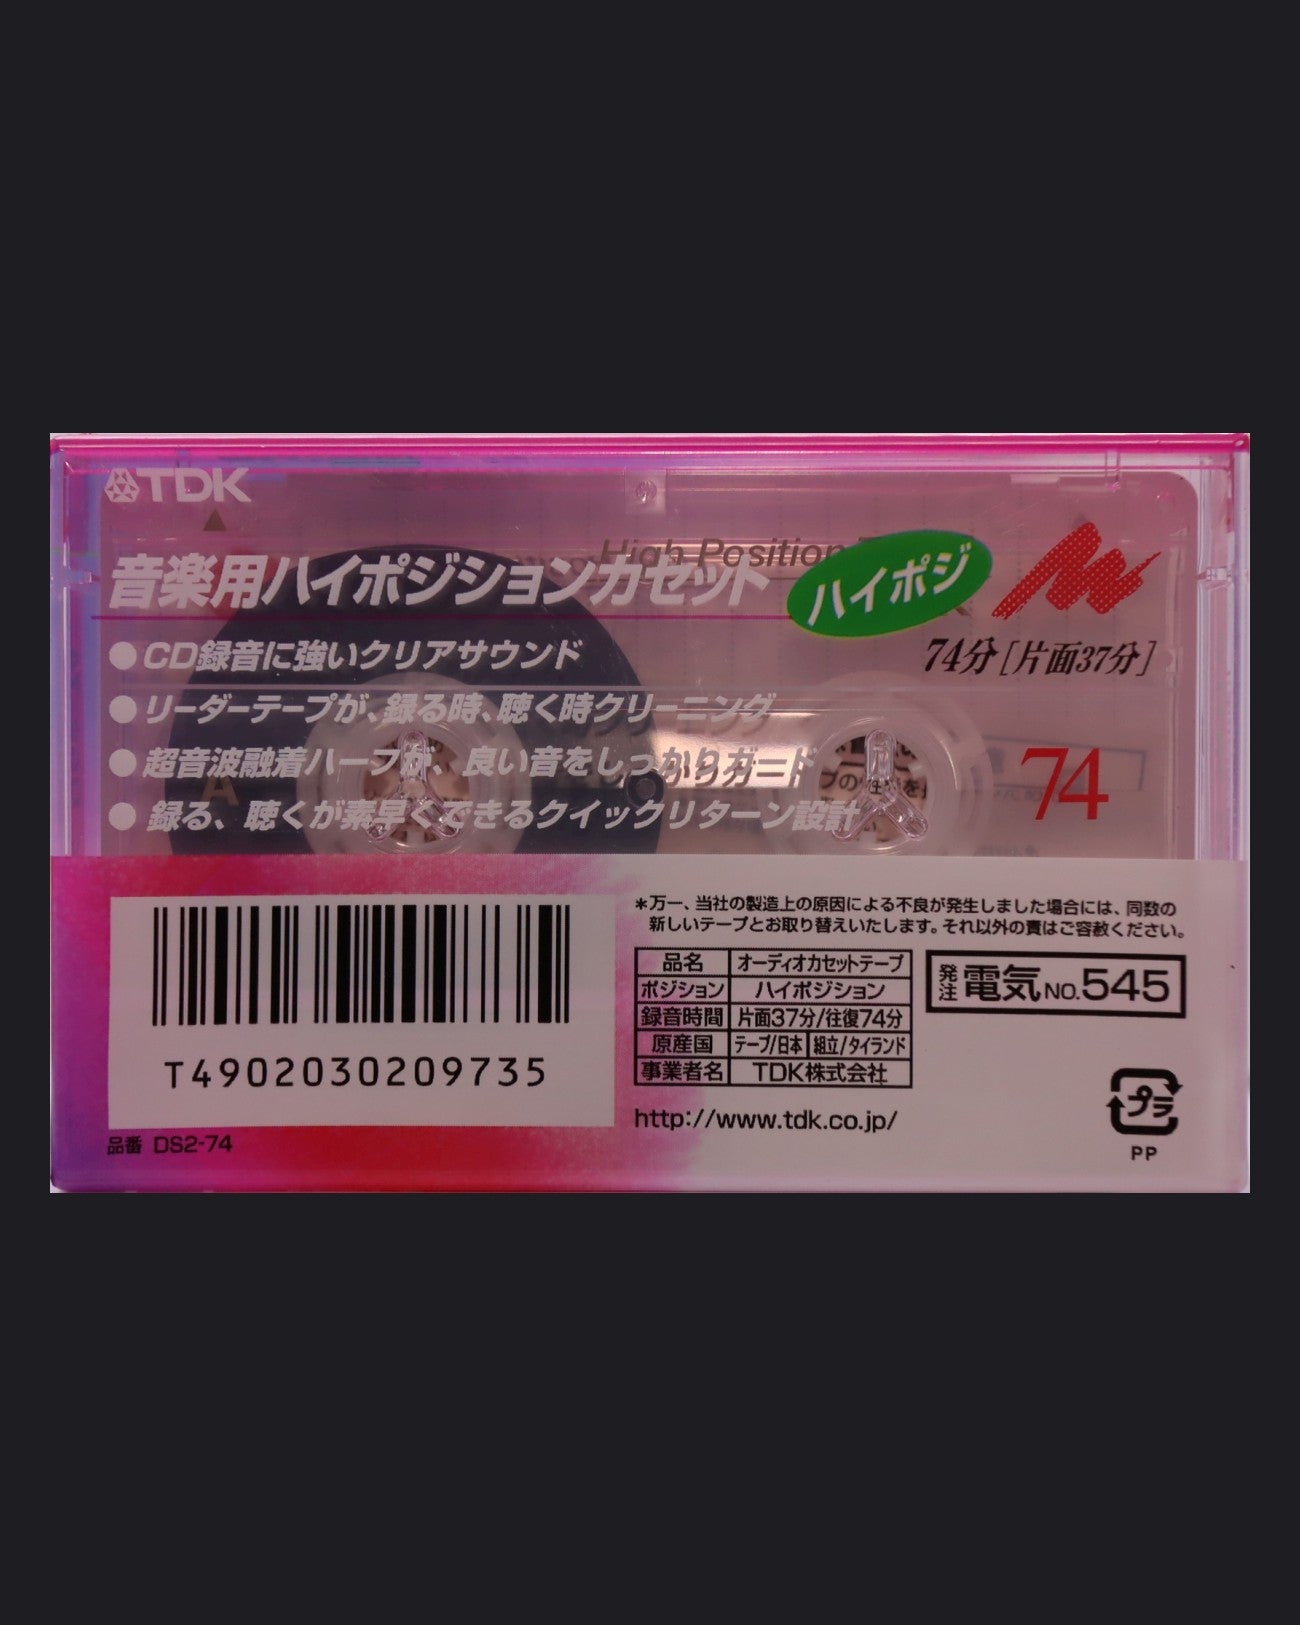 TDK
High Position
音楽用ハイポジションカセット
ハイポジ
●CD録音に強いクリアサウンド
74分[片面37分]
●リーダーテープが、録る時、聴く時クリーニング
●超音波融着ハーフが、良い音をしっかりガード
74
A
●録る、聴くが素早くできるクイックリターン設計
*万一、当社の製造上の原因による不良が発生しました場合には、同数の
新しいテープとお取り替えいたします。それ以外の責はご容赦ください。
品名 オーディオカセットテープ
ポジション ハイポジション
録音時間 片面37分/往復74分
原産国 テープ/日本 組立/タイランド
事業者名 TDK株式会社
発注 電気NO.545
T4902030209735
http://www.tdk.co.jp/
プラ
PP
品番 DS2-74